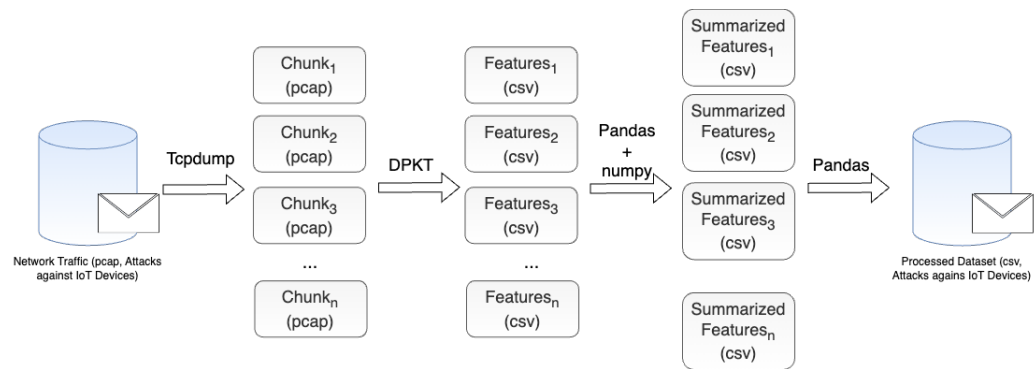 Network Traffic (pcap, Attacks
against IoT Devices)
Tcpdump
Chunk₁
(pcap)
Chunk₂
(pcap)
Chunk₃
(pcap)
...
Chunkₙ
(pcap)
DPKT
Features₁
(csv)
Features₂
(csv)
Features₃
(csv)
...
Featuresₙ
(csv)
Pandas
+
numpy
Summarized
Features₁
(csv)
Summarized
Features₂
(csv)
Summarized
Features₃
(csv)
Summarized
Featuresₙ
(csv)
Pandas
Processed Dataset (csv,
Attacks agains IoT Devices)